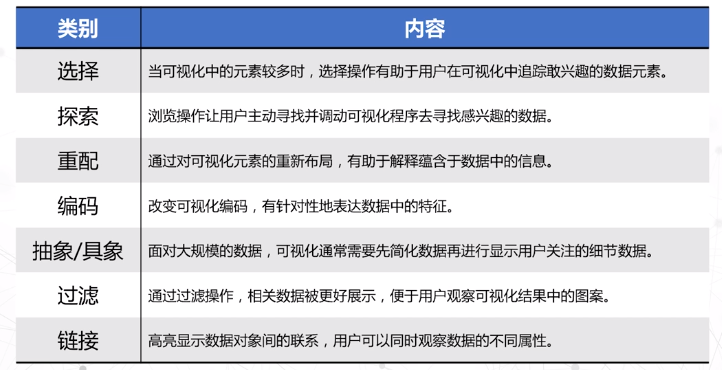 类别 内容
选择 当可视化中的元素较多时，选择操作有助于用户在可视化中追踪敢兴趣的数据元素。
探索 浏览操作让用户主动寻找并调动可视化程序去寻找感兴趣的数据。
重配 通过对可视化元素的重新布局，有助于解释蕴含于数据中的信息。
编码 改变可视化编码，有针对性地表达数据中的特征。
抽象/具象 面对大规模的数据，可视化通常需要先简化数据再进行显示用户关注的细节数据。
过滤 通过过滤操作，相关数据被更好展示，便于用户观察可视化结果中的图案。
链接 高亮显示数据对象间的联系，用户可以同时观察数据的不同属性。